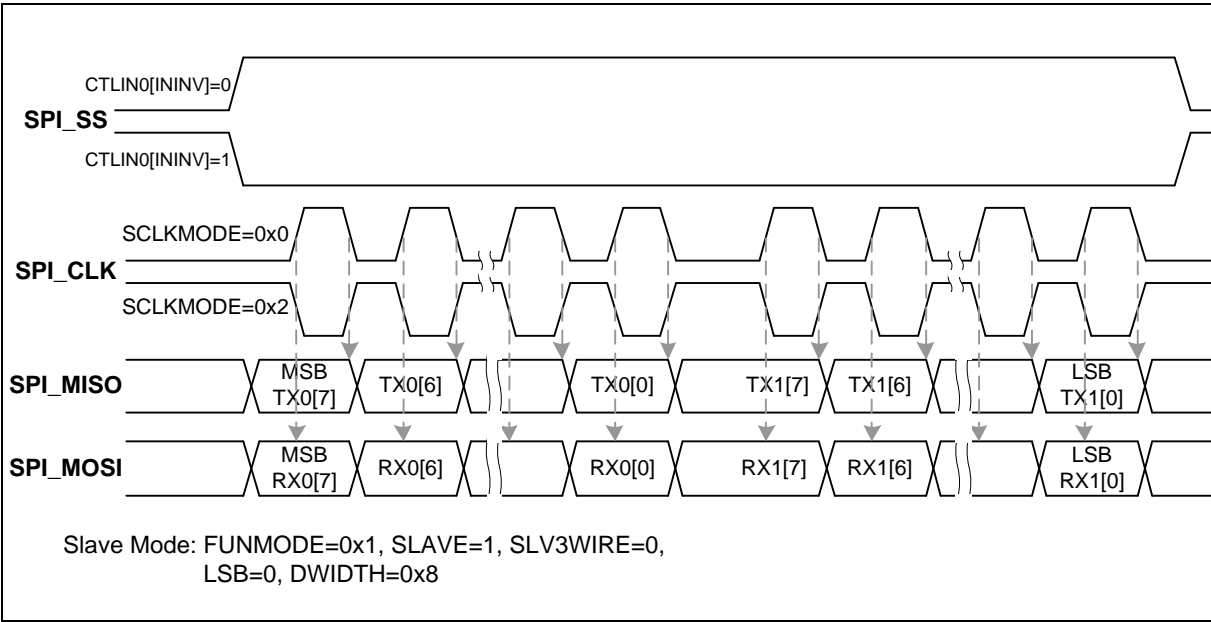 CTLIN0[ININV]=0
SPI_SS
CTLIN0[ININV]=1
SCLKMODE=0x0
SPI_CLK
SCLKMODE=0x2
SPI_MISO
MSB
TX0[7]
TX0[6]
TX0[0]
TX1[7]
TX1[6]
LSB
TX1[0]
SPI_MOSI
MSB
RX0[7]
RX0[6]
RX0[0]
RX1[7]
RX1[6]
LSB
RX1[0]
Slave Mode: FUNMODE=0x1, SLAVE=1, SLV3WIRE=0,
LSB=0, DWIDTH=0x8